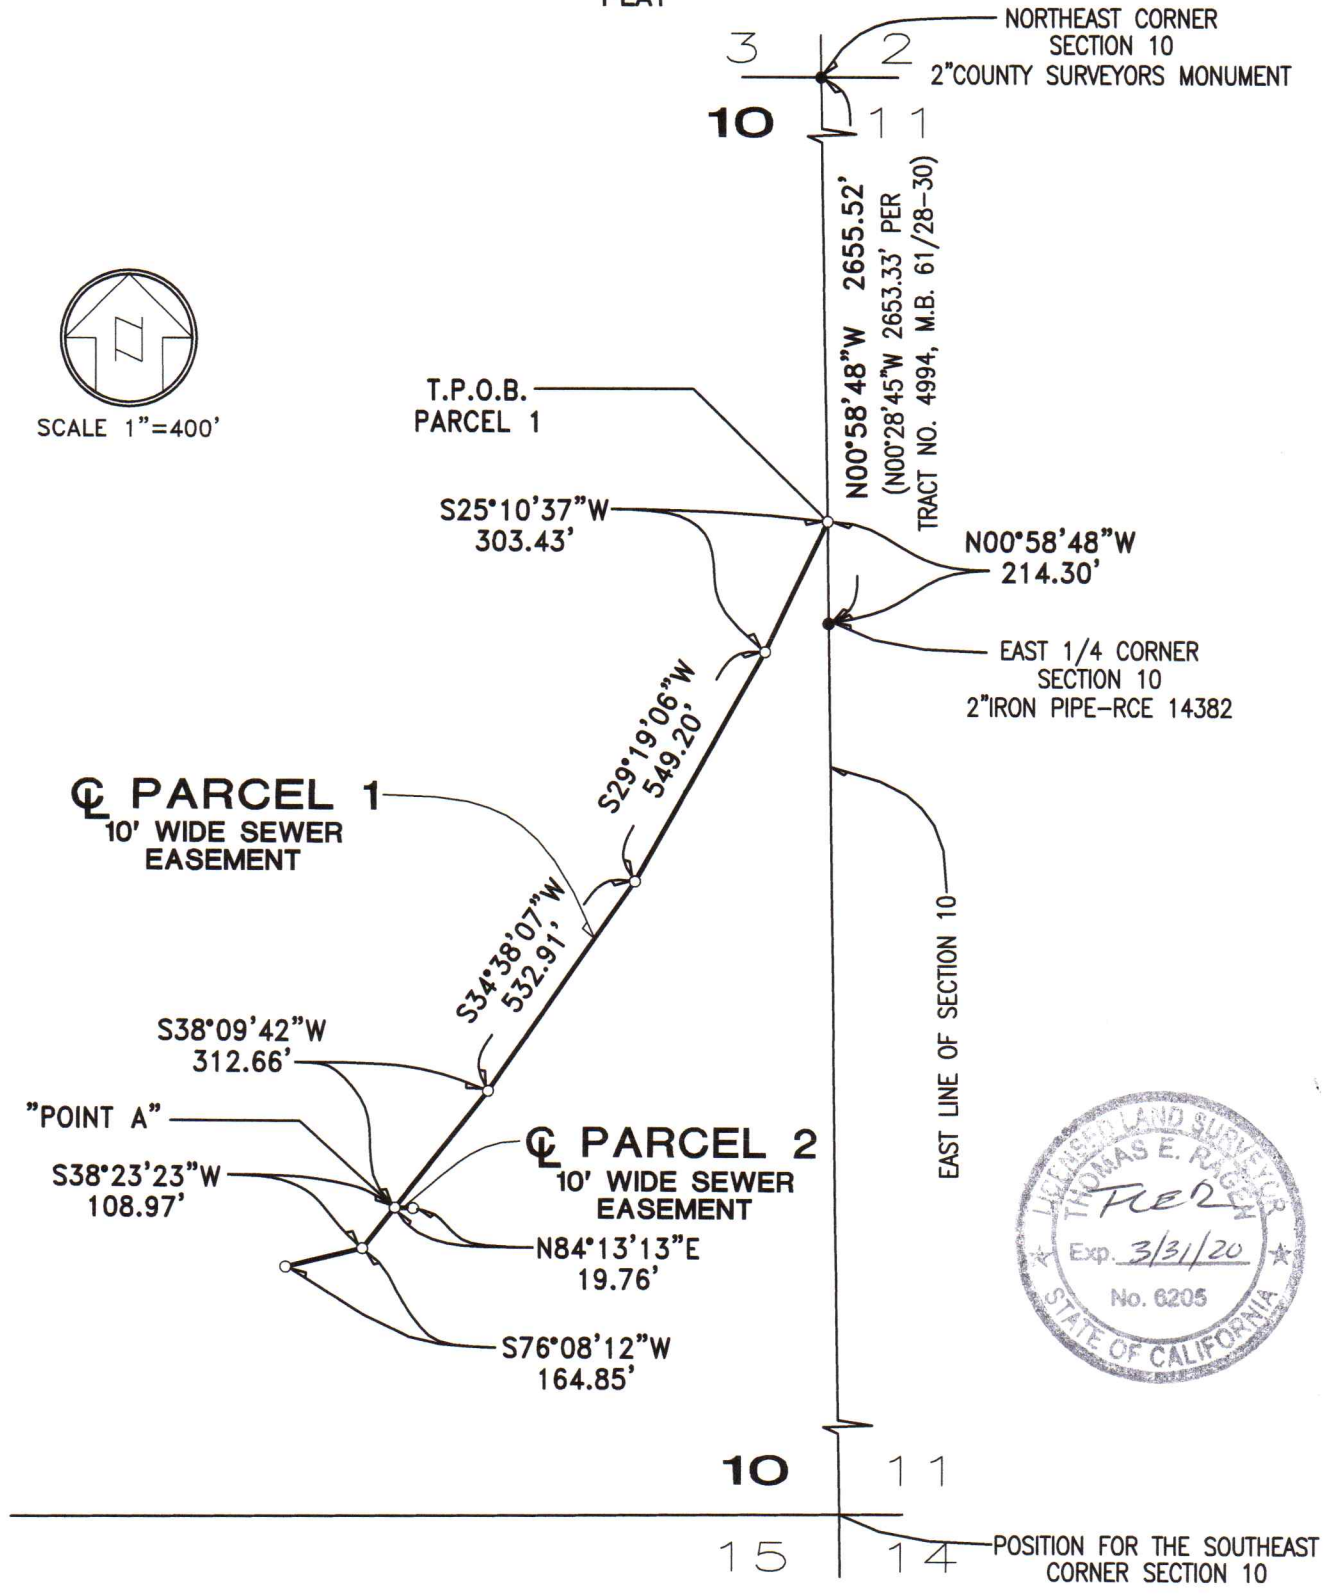 PLAT
NORTHEAST CORNER
SECTION 10
2"COUNTY SURVEYORS MONUMENT
3 2
10 11
N00°58'48"W 2655.52'
(N00°28'45"W 2653.33' PER
TRACT NO. 4994, M.B. 61/28-30)
N
SCALE 1"=400'
T.P.O.B.
PARCEL 1
S25°10'37"W
303.43'
N00°58'48"W
214.30'
EAST 1/4 CORNER
SECTION 10
2"IRON PIPE-RCE 14382
S29°19'06"W
549.20'
℄ PARCEL 1
10' WIDE SEWER
EASEMENT
S34°38'07"W
532.91'
EAST LINE OF SECTION 10
S38°09'42"W
312.66'
"POINT A"
℄ PARCEL 2
10' WIDE SEWER
EASEMENT
S38°23'23"W
108.97'
N84°13'13"E
19.76'
S76°08'12"W
164.85'
LICENSED LAND SURVEYOR
THOMAS E. RAGEN
Exp. 3/31/20
No. 6205
STATE OF CALIFORNIA
10 11
15 14
POSITION FOR THE SOUTHEAST
CORNER SECTION 10